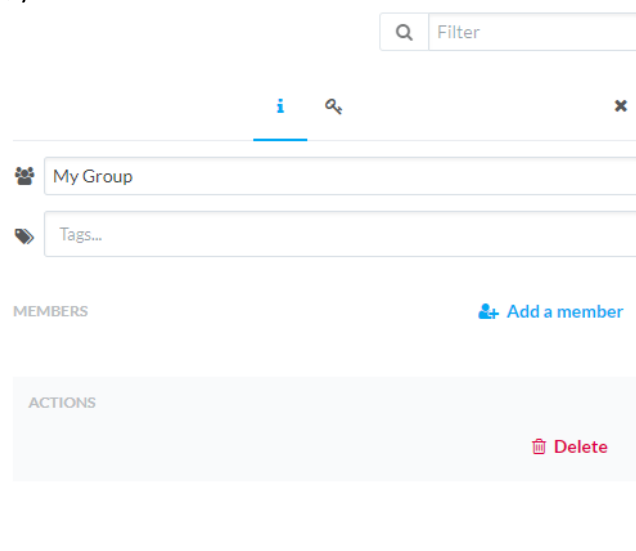 Filter
My Group
Tags...
MEMBERS
Add a member
ACTIONS
Delete